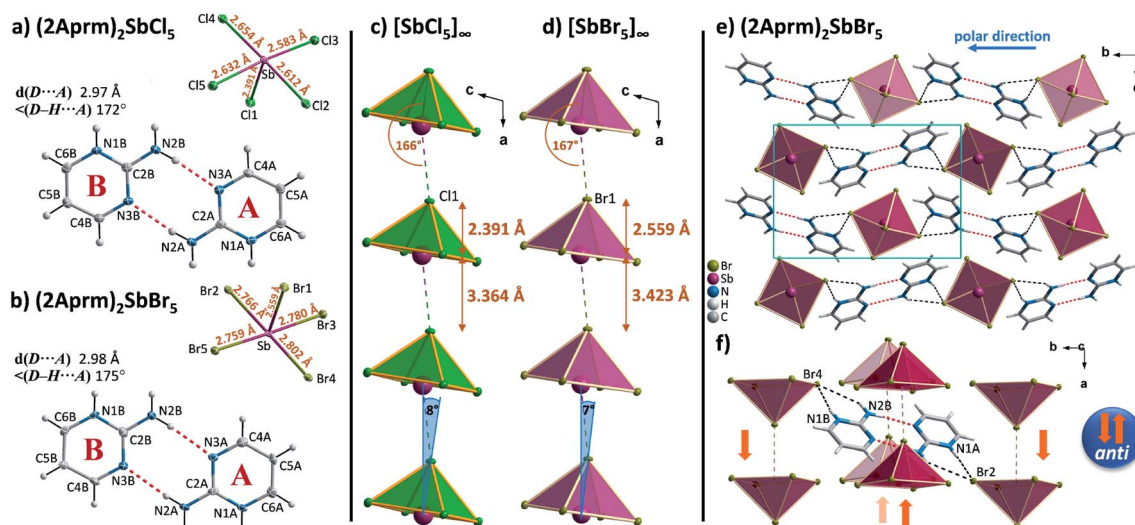 a) (2Aprm)₂SbCl₅
Cl4
2.654 Å
2.583 Å
Cl3
Sb
2.632 Å
2.391 Å
2.612 Å
Cl5
Cl1
Cl2
d(D···A) 2.97 Å
<(D–H···A) 172°
N1B
N2B
C6B
C2B
C5B
B
N3B
C4B
N3A
C4A
C5A
C2A
A
N2A
N1A
C6A
b) (2Aprm)₂SbBr₅
Br2
Br1
2.766 Å
2.559 Å
2.780 Å
Br3
2.759 Å
Br5
Sb
2.802 Å
Br4
d(D···A) 2.98 Å
<(D–H···A) 175°
N1B
N2B
C6B
C2B
C5B
B
N3B
C4B
N3A
C4A
C5A
C2A
A
N2A
N1A
C6A
c) [SbCl₅]∞
c
a
166°
Cl1
2.391 Å
3.364 Å
8°
d) [SbBr₅]∞
c
a
167°
Br1
2.559 Å
3.423 Å
7°
e) (2Aprm)₂SbBr₅
polar direction
b
Br
Sb
N
H
C
f)
b
c
a
Br4
N2B
N1B
N1A
Br2
anti